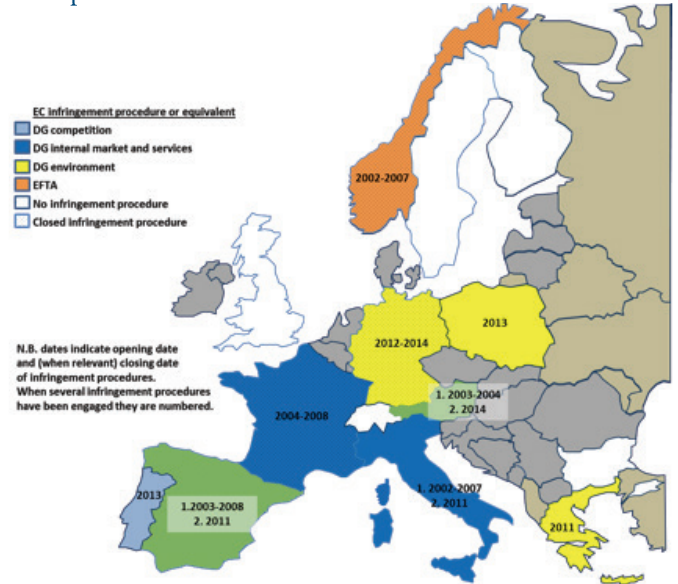 EC infringement procedure or equivalent
DG competition
DG internal market and services
DG environment
EFTA
No infringement procedure
Closed infringement procedure
N.B. dates indicate opening date
and (when relevant) closing date
of infringement procedures.
When several infringement procedures
have been engaged they are numbered.
2002-2007
2013
2012-2014
1. 2003-2004
2. 2014
2004-2008
1. 2002-2007
2. 2011
2013
1.2003-2008
2. 2011
2011